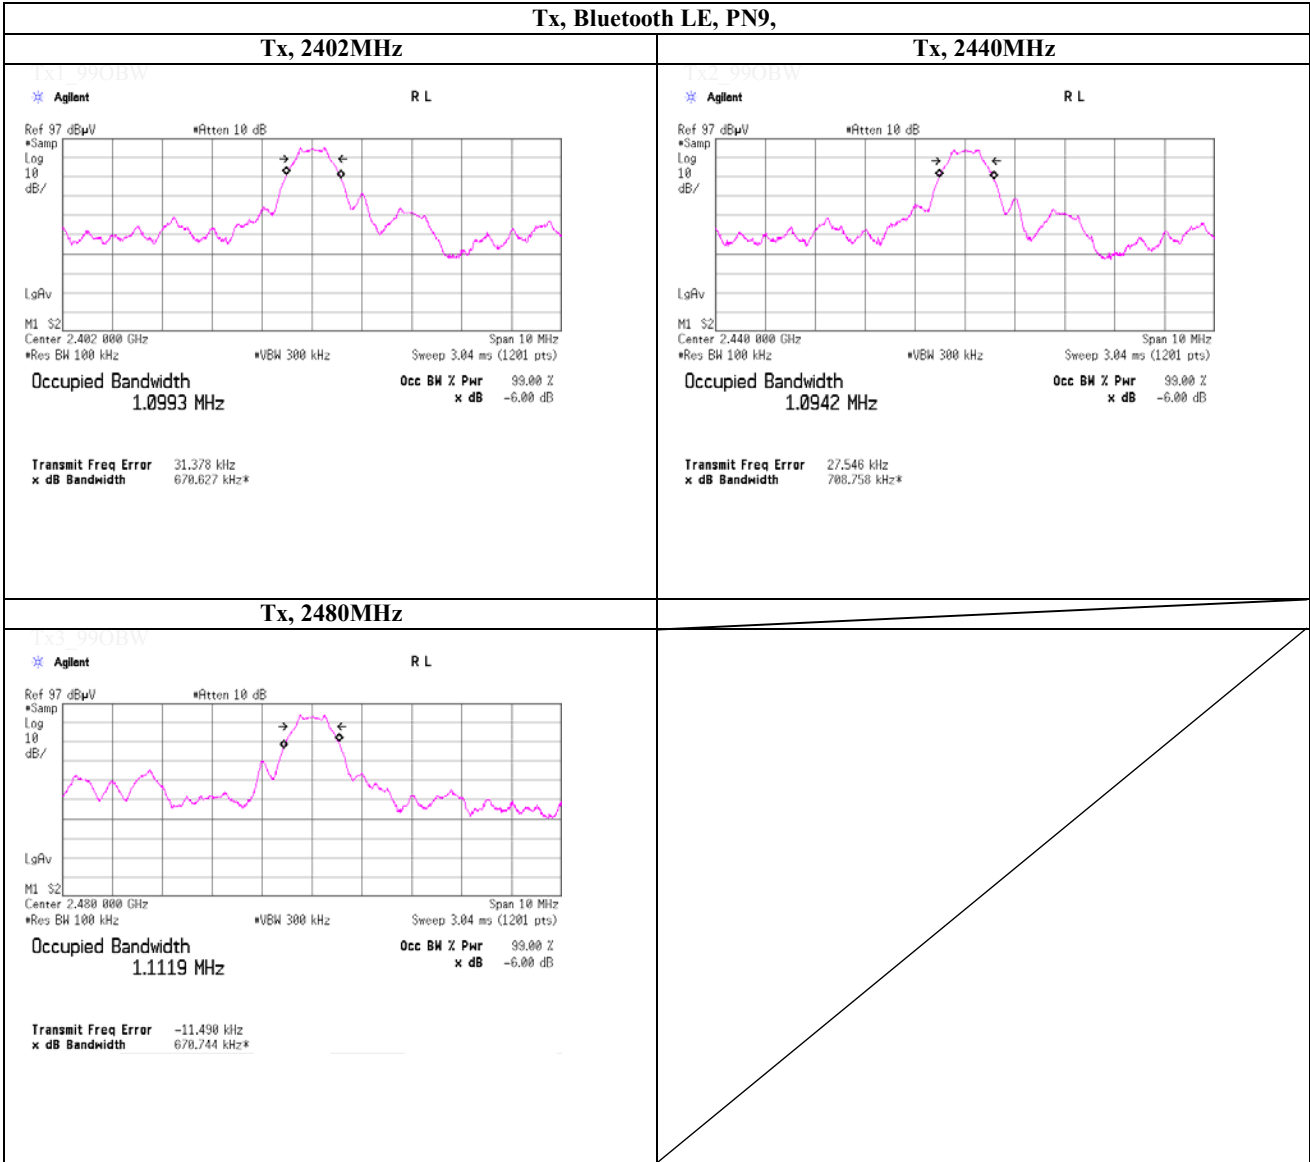 Tx, Bluetooth LE, PN9,
Tx, 2402MHz
Tx1_99OBW
Agilent R L
Ref 97 dBµV #Atten 10 dB
#Samp
Log
10
dB/
LgAv
M1 S2
Center 2.402 000 GHz Span 10 MHz
#Res BW 100 kHz #VBW 300 kHz Sweep 3.04 ms (1201 pts)
Occupied Bandwidth Occ BW % Pwr 99.00 %
1.0993 MHz x dB -6.00 dB
Transmit Freq Error 31.378 kHz
x dB Bandwidth 670.627 kHz*
Tx, 2440MHz
Tx2_99OBW
Agilent R L
Ref 97 dBµV #Atten 10 dB
#Samp
Log
10
dB/
LgAv
M1 S2
Center 2.440 000 GHz Span 10 MHz
#Res BW 100 kHz #VBW 300 kHz Sweep 3.04 ms (1201 pts)
Occupied Bandwidth Occ BW % Pwr 99.00 %
1.0942 MHz x dB -6.00 dB
Transmit Freq Error 27.546 kHz
x dB Bandwidth 708.758 kHz*
Tx, 2480MHz
Tx3_99OBW
Agilent R L
Ref 97 dBµV #Atten 10 dB
#Samp
Log
10
dB/
LgAv
M1 S2
Center 2.480 000 GHz Span 10 MHz
#Res BW 100 kHz #VBW 300 kHz Sweep 3.04 ms (1201 pts)
Occupied Bandwidth Occ BW % Pwr 99.00 %
1.1119 MHz x dB -6.00 dB
Transmit Freq Error -11.490 kHz
x dB Bandwidth 670.744 kHz*